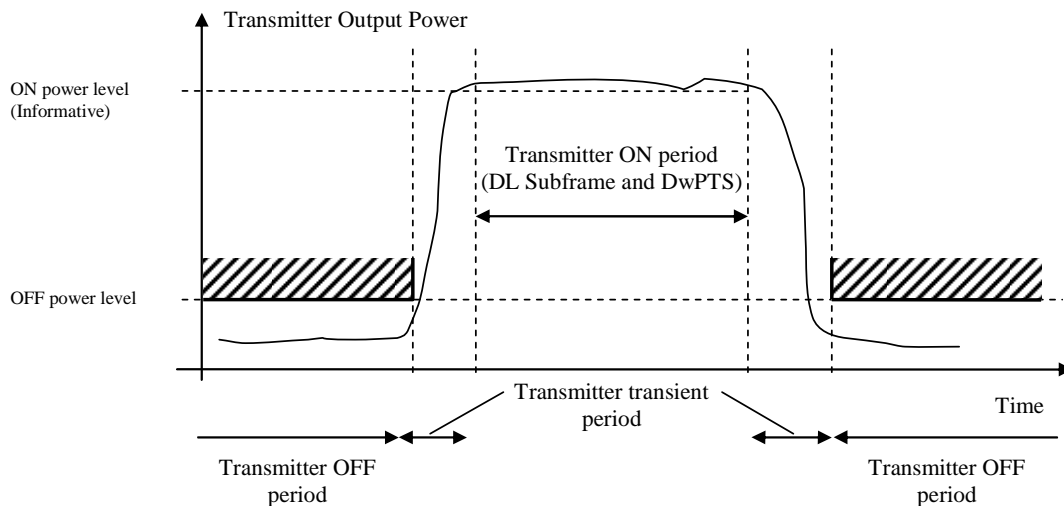 Transmitter Output Power
ON power level
(Informative)
Transmitter ON period
(DL Subframe and DwPTS)
OFF power level
Transmitter transient
period
Time
Transmitter OFF
period
Transmitter OFF
period